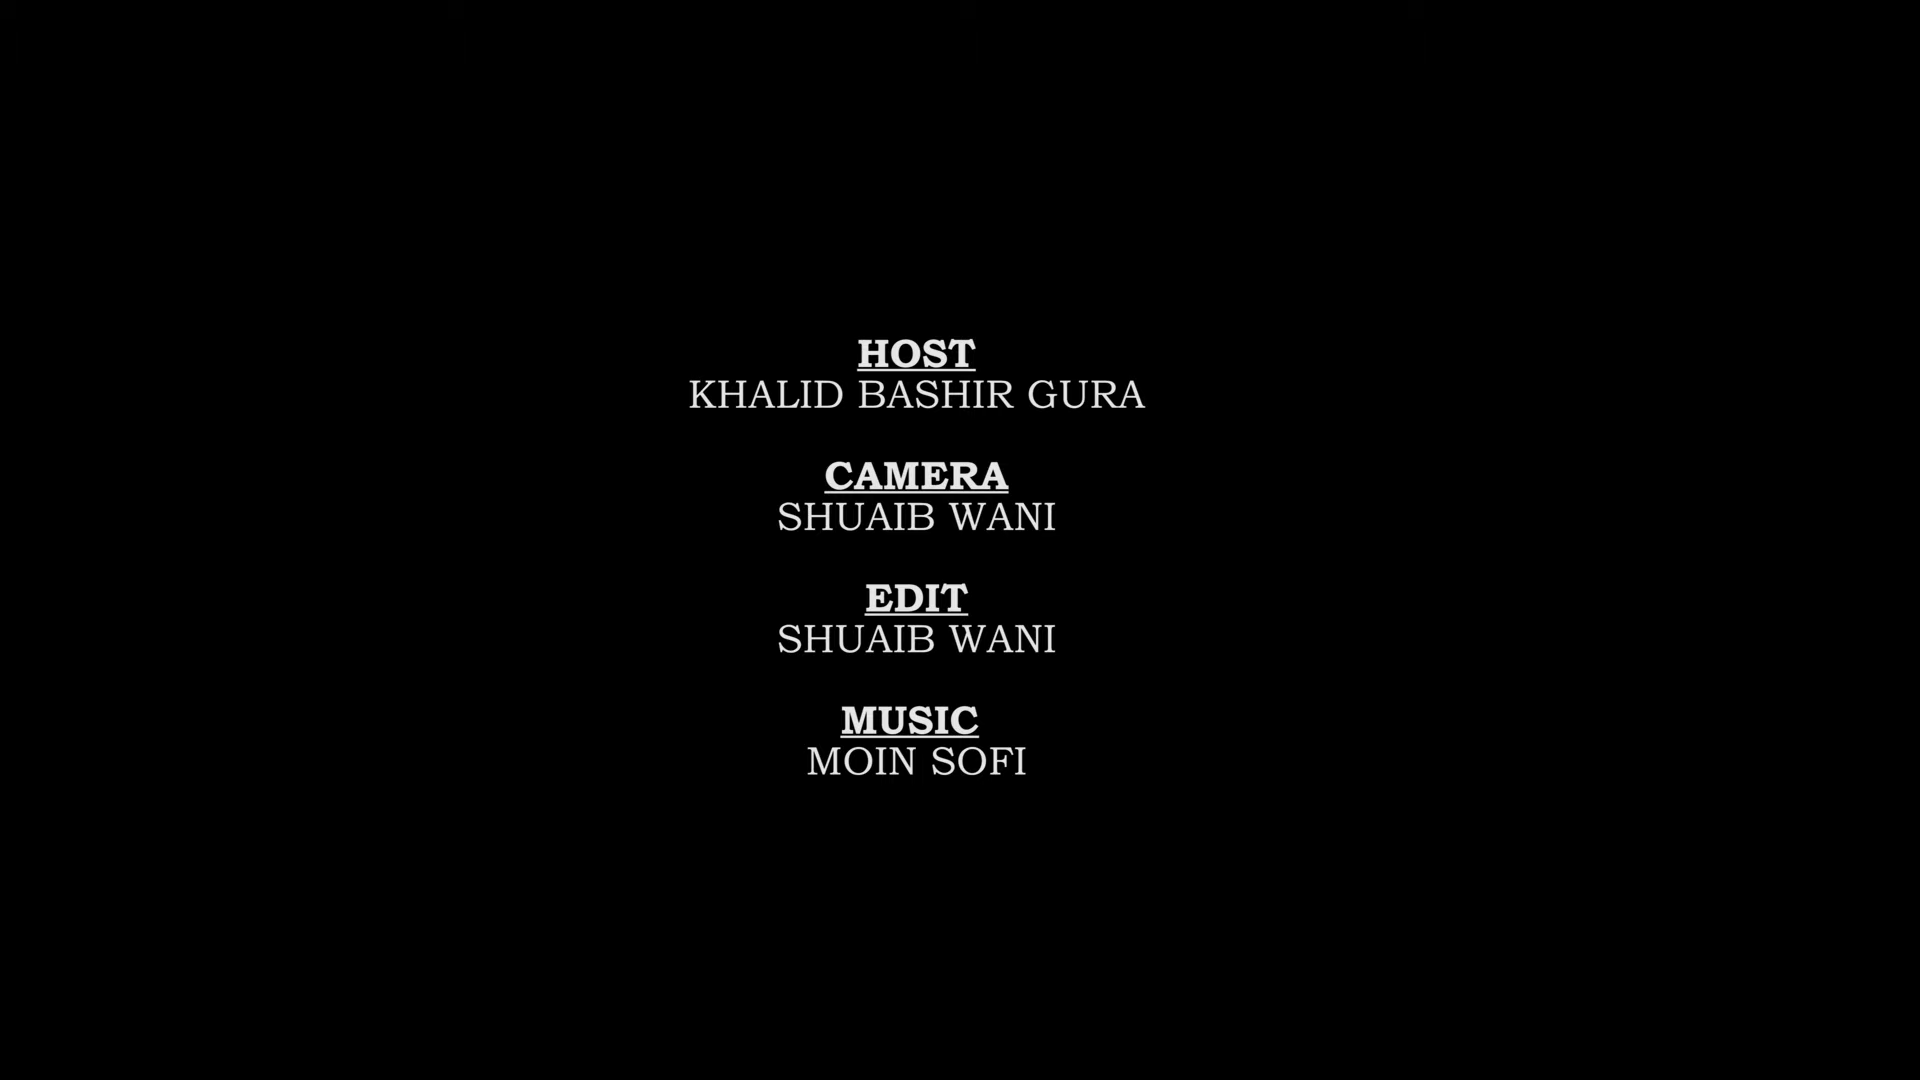 HOST
KHALID BASHIR GURA
CAMERA
SHUAIB WANI
EDIT
SHUAIB WANI
MUSIC
MOIN SOFI